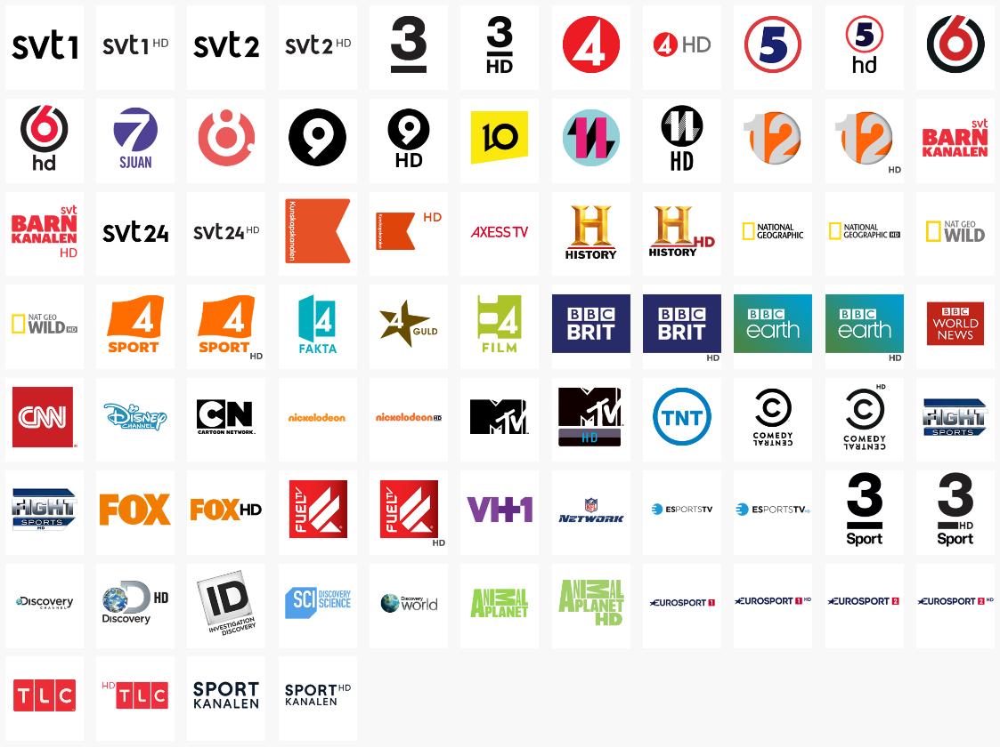 svt1
svt1 HD
svt2
svt2 HD
3
3
HD
4
4 HD
5
5
hd
6
6
hd
7
SJUAN
8
9
9
HD
10
11
11
HD
12
12
HD
svt
BARN
KANALEN
svt
BARN
KANALEN
HD
svt24
svt24 HD
Kunskapskanalen
Kunskapskanalen
HD
AXESS TV
H
HISTORY
H
HD
HISTORY
NATIONAL
GEOGRAPHIC
NATIONAL
GEOGRAPHIC HD
NAT GEO
WILD
NAT GEO
WILD HD
4
SPORT
4
SPORT
HD
4
FAKTA
4
GULD
4
FILM
BBC
BRIT
BBC
BRIT
HD
BBC
earth
BBC
earth
HD
BBC
WORLD
NEWS
CNN
Disney
CHANNEL
CN
CARTOON NETWORK
nickelodeon
nickelodeon HD
MTV
MTV
HD
TNT
C
COMEDY
CENTRAL
HD
C
COMEDY
CENTRAL
FIGHT
SPORTS
FIGHT
SPORTS
HD
FOX
FOX HD
FUEL TV
FUEL TV
HD
VH1
NFL
NETWORK
ESPORTSTV
ESPORTSTV HD
3
Sport
3
HD
Sport
Discovery
CHANNEL
D HD
Discovery
ID
INVESTIGATION
DISCOVERY
SCI DISCOVERY
SCIENCE
Discovery
world
ANIMAL
PLANET
ANIMAL
PLANET
HD
EUROSPORT 1
EUROSPORT 1 HD
EUROSPORT 2
EUROSPORT 2 HD
TLC
HD TLC
SPORT
KANALEN
SPORT HD
KANALEN